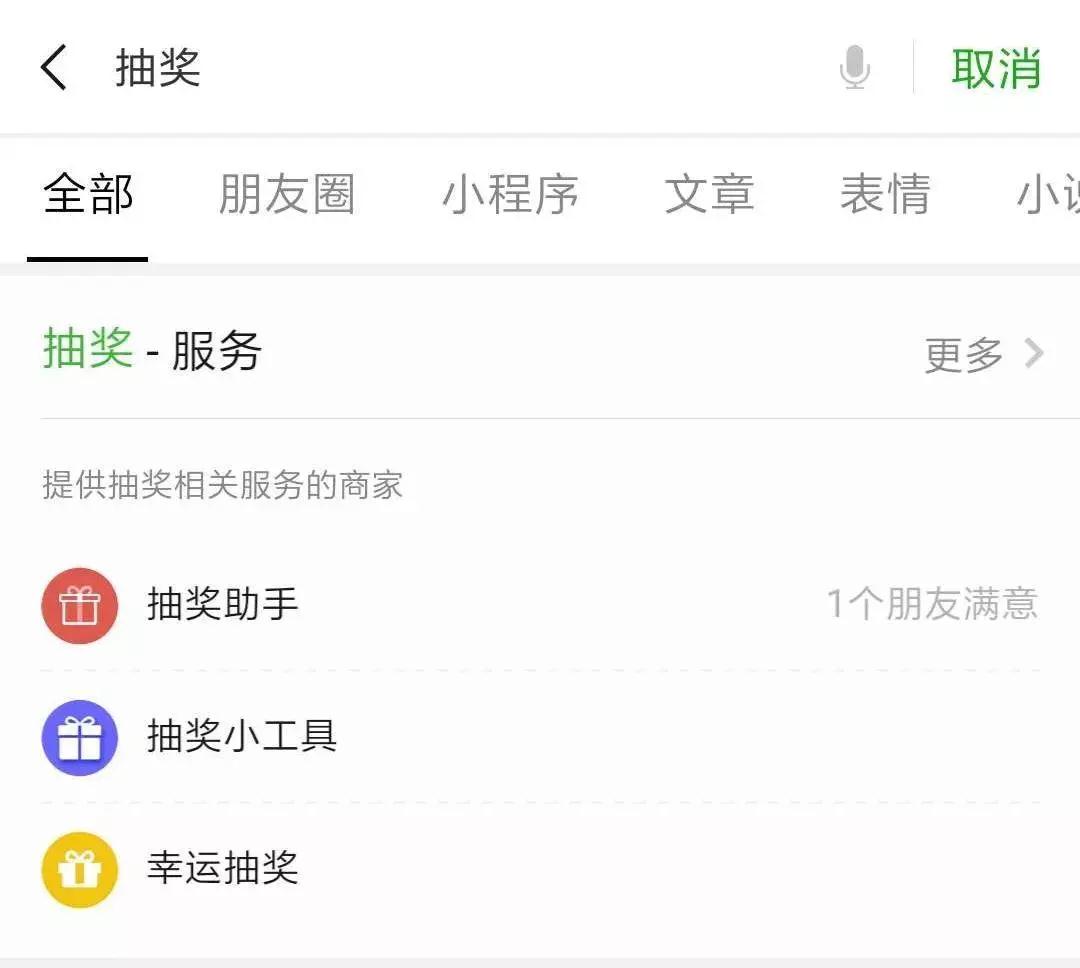 抽奖 取消
全部 朋友圈 小程序 文章 表情 小
抽奖 - 服务 更多
提供抽奖相关服务的商家
抽奖助手 1个朋友满意
抽奖小工具
幸运抽奖